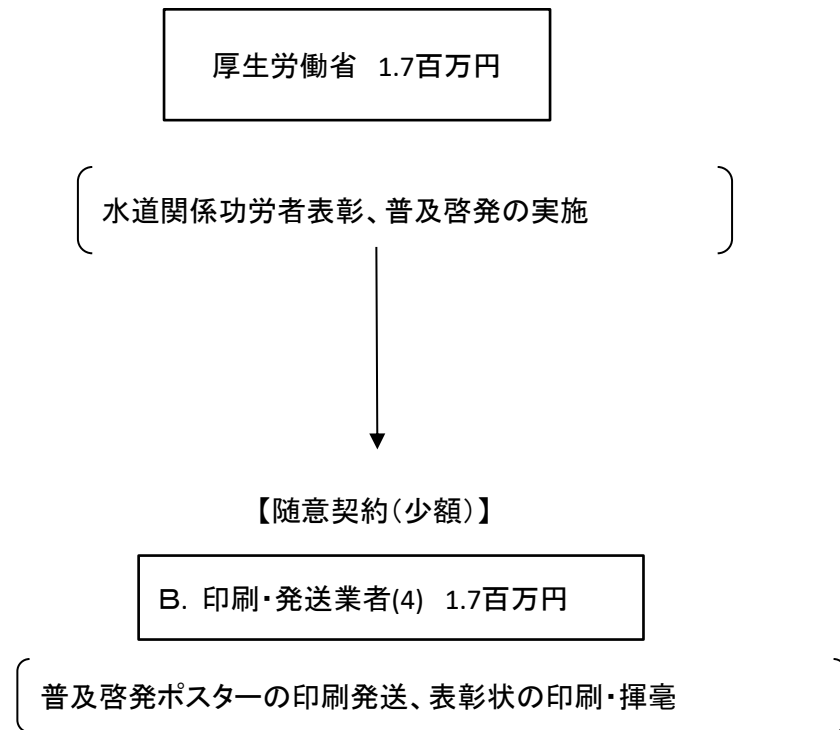 厚生労働省 1.7百万円
水道関係功労者表彰、普及啓発の実施
【随意契約(少額)】
B. 印刷・発送業者(4) 1.7百万円
普及啓発ポスターの印刷発送、表彰状の印刷・揮毫